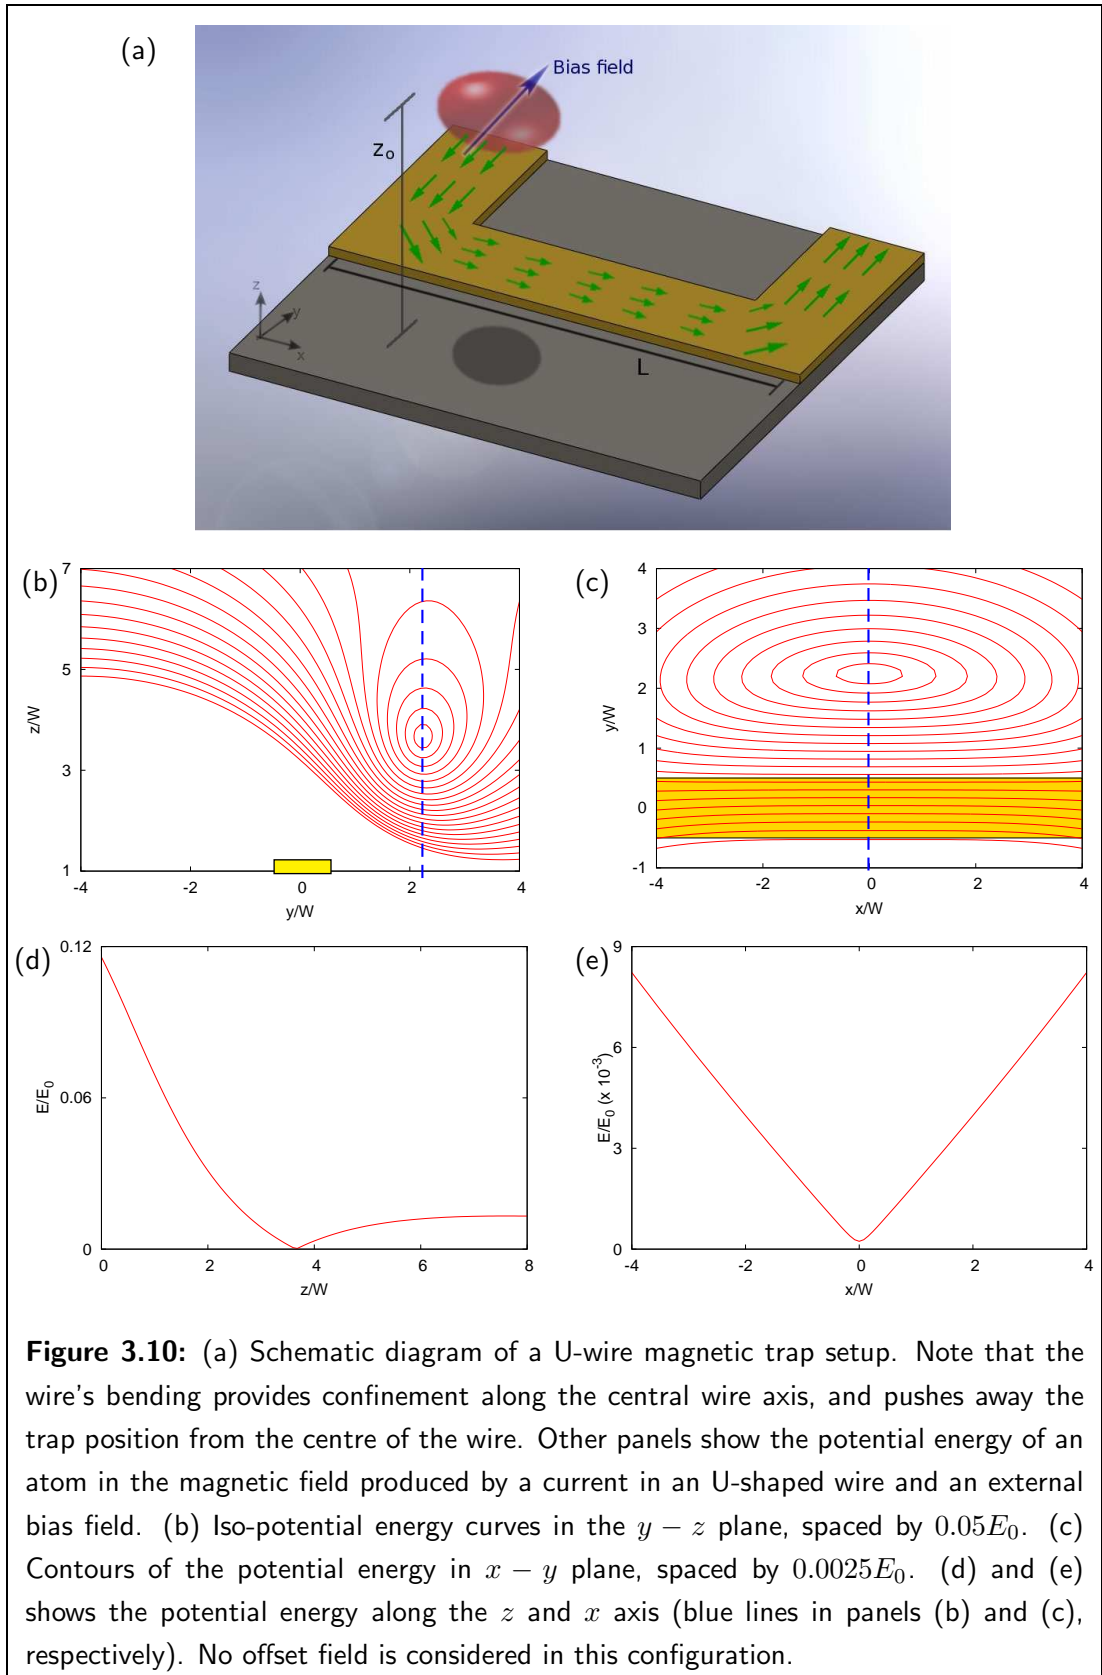 (a)
Bias field
z₀
z
y
x
L
(b)
7
5
3
1
z/W
-4
-2
0
2
4
y/W
(c)
4
3
2
1
0
-1
y/W
-4
-2
0
2
4
x/W
(d)
0.12
0.06
0
E/E₀
0
2
4
6
8
z/W
(e)
9
6
3
0
E/E₀ (x 10⁻³)
-4
-2
0
2
4
x/W
Figure 3.10: (a) Schematic diagram of a U-wire magnetic trap setup. Note that the
wire's bending provides confinement along the central wire axis, and pushes away the
trap position from the centre of the wire. Other panels show the potential energy of an
atom in the magnetic field produced by a current in an U-shaped wire and an external
bias field. (b) Iso-potential energy curves in the y − z plane, spaced by 0.05E₀. (c)
Contours of the potential energy in x − y plane, spaced by 0.0025E₀. (d) and (e)
shows the potential energy along the z and x axis (blue lines in panels (b) and (c),
respectively). No offset field is considered in this configuration.